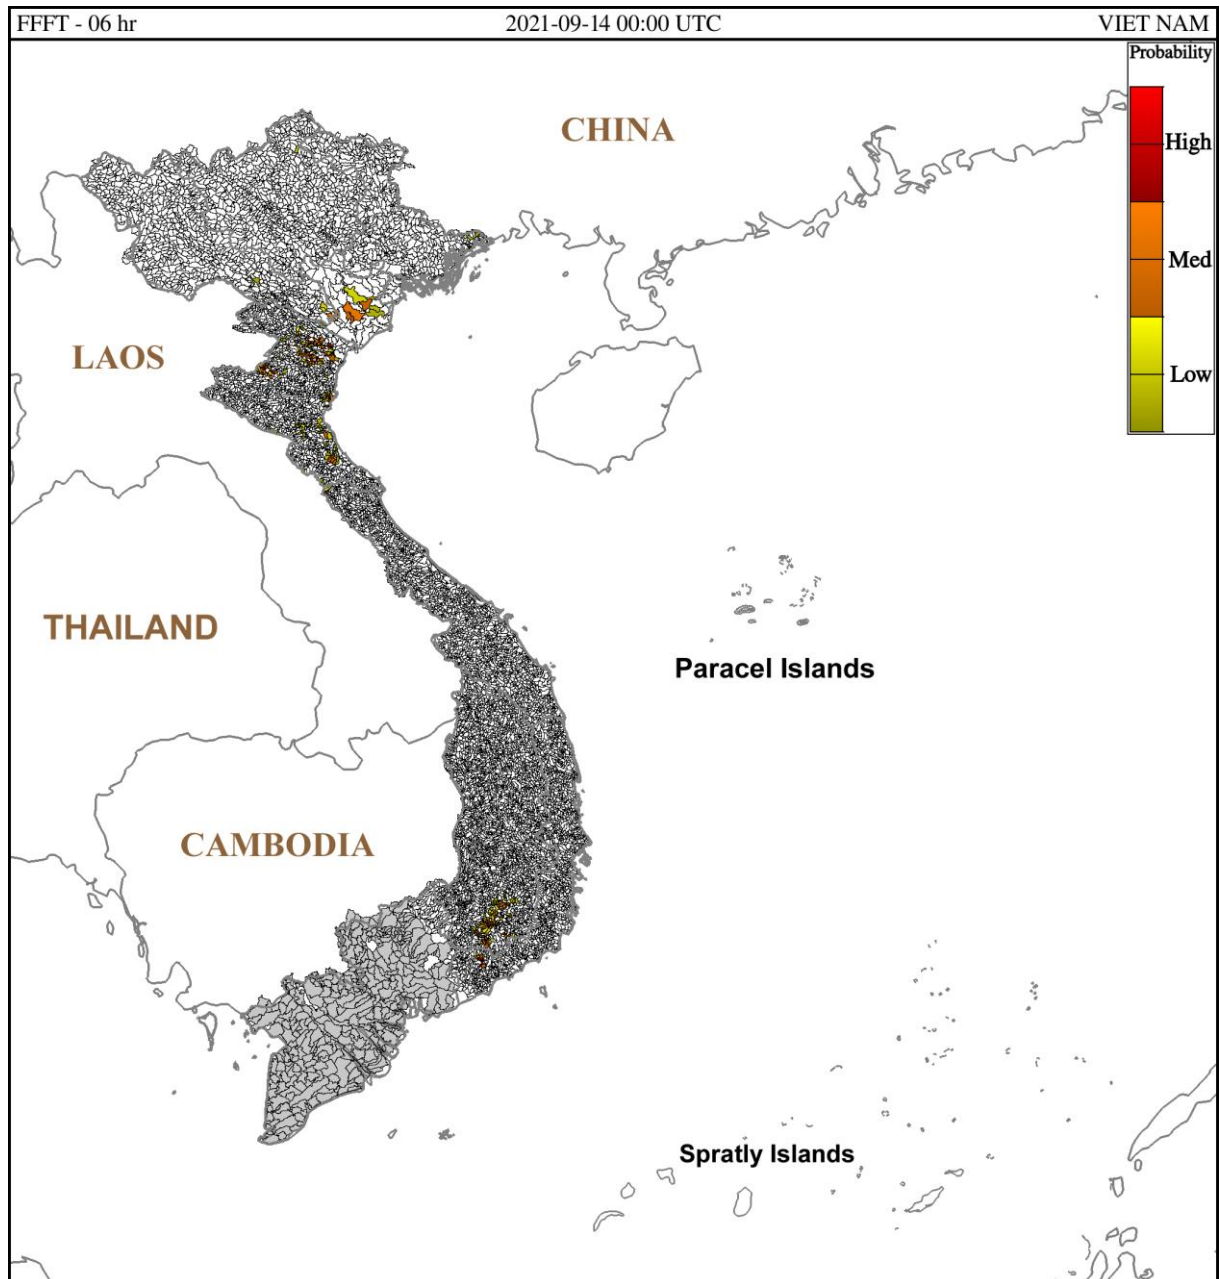 FFFT - 06 hr 2021-09-14 00:00 UTC VIET NAM
Probability
High
Med
Low
CHINA
LAOS
THAILAND
Paracel Islands
CAMBODIA
Spratly Islands